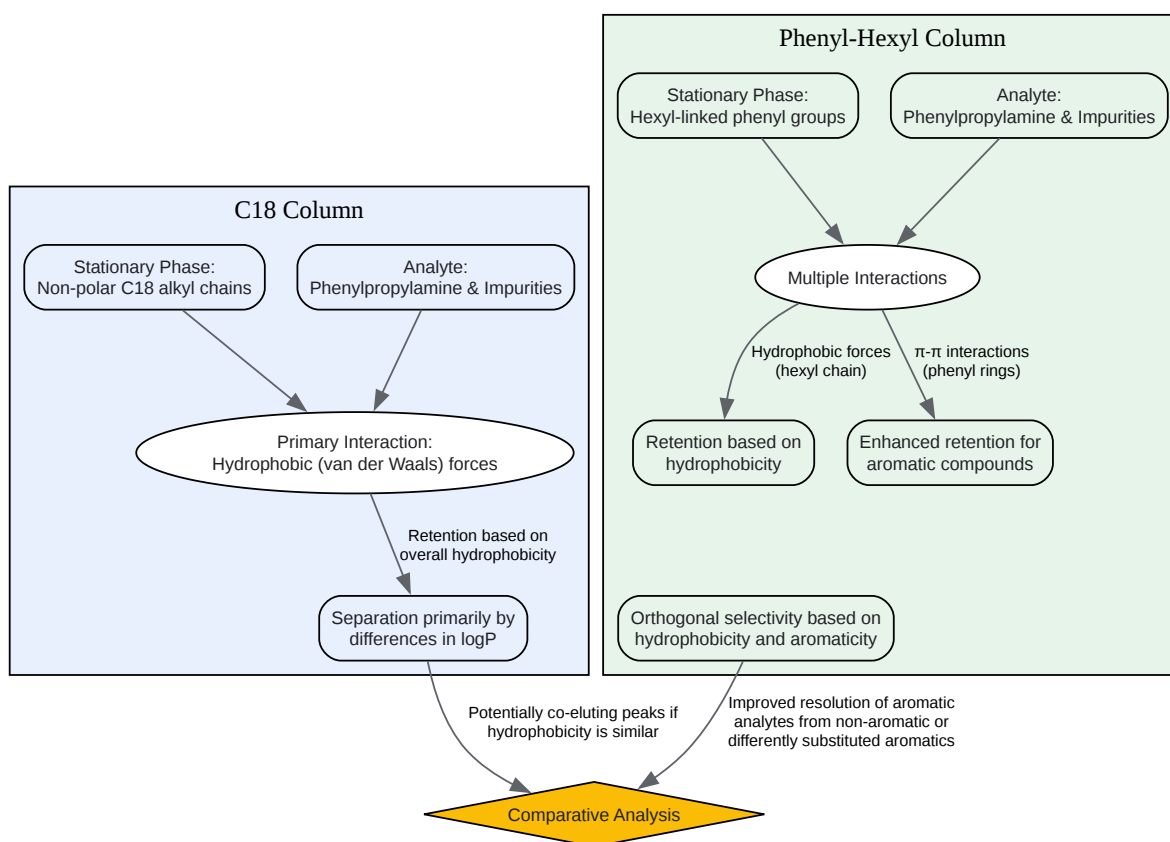 Phenyl-Hexyl Column
Stationary Phase:
Hexyl-linked phenyl groups
Analyte:
Phenylpropylamine & Impurities
Multiple Interactions
Hydrophobic forces
(hexyl chain)
π-π interactions
(phenyl rings)
Retention based on
hydrophobicity
Enhanced retention for
aromatic compounds
Orthogonal selectivity based on
hydrophobicity and aromaticity
C18 Column
Stationary Phase:
Non-polar C18 alkyl chains
Analyte:
Phenylpropylamine & Impurities
Primary Interaction:
Hydrophobic (van der Waals) forces
Retention based on
overall hydrophobicity
Separation primarily by
differences in logP
Potentially co-eluting peaks if
hydrophobicity is similar
Improved resolution of aromatic
analytes from non-aromatic or
differently substituted aromatics
Comparative Analysis